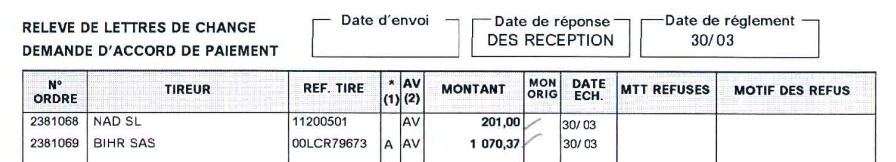 RELEVE DE LETTRES DE CHANGE
DEMANDE D'ACCORD DE PAIEMENT
Date d'envoi
Date de réponse
DES RECEPTION
Date de réglement
30/03
N° ORDRE TIREUR REF. TIRE * (1) AV (2) MONTANT MON ORIG DATE ECH. MTT REFUSES MOTIF DES REFUS
2381068 NAD SL 11200501 AV 201,00 30/03
2381069 BIHR SAS 00LCR79673 A AV 1 070,37 30/03